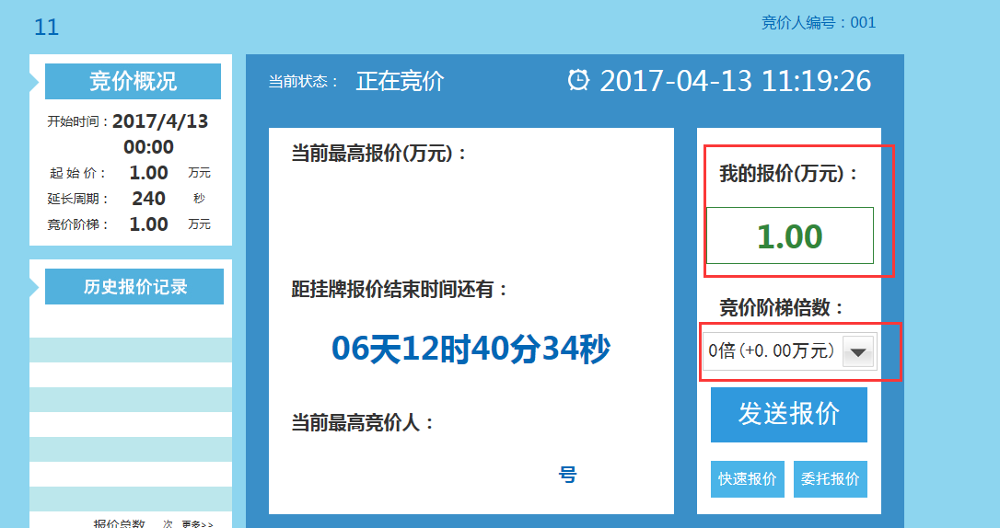 11
竞价人编号：001
竞价概况
开始时间：2017/4/13
00:00
起 始 价： 1.00 万元
延长周期： 240 秒
竞价阶梯： 1.00 万元
历史报价记录
报价总数 次 更多>>
当前状态： 正在竞价
2017-04-13 11:19:26
当前最高报价(万元)：
距挂牌报价结束时间还有：
06天12时40分34秒
当前最高竞价人：
号
我的报价(万元)：
1.00
竞价阶梯倍数：
0倍(+0.00万元)
发送报价
快速报价 委托报价